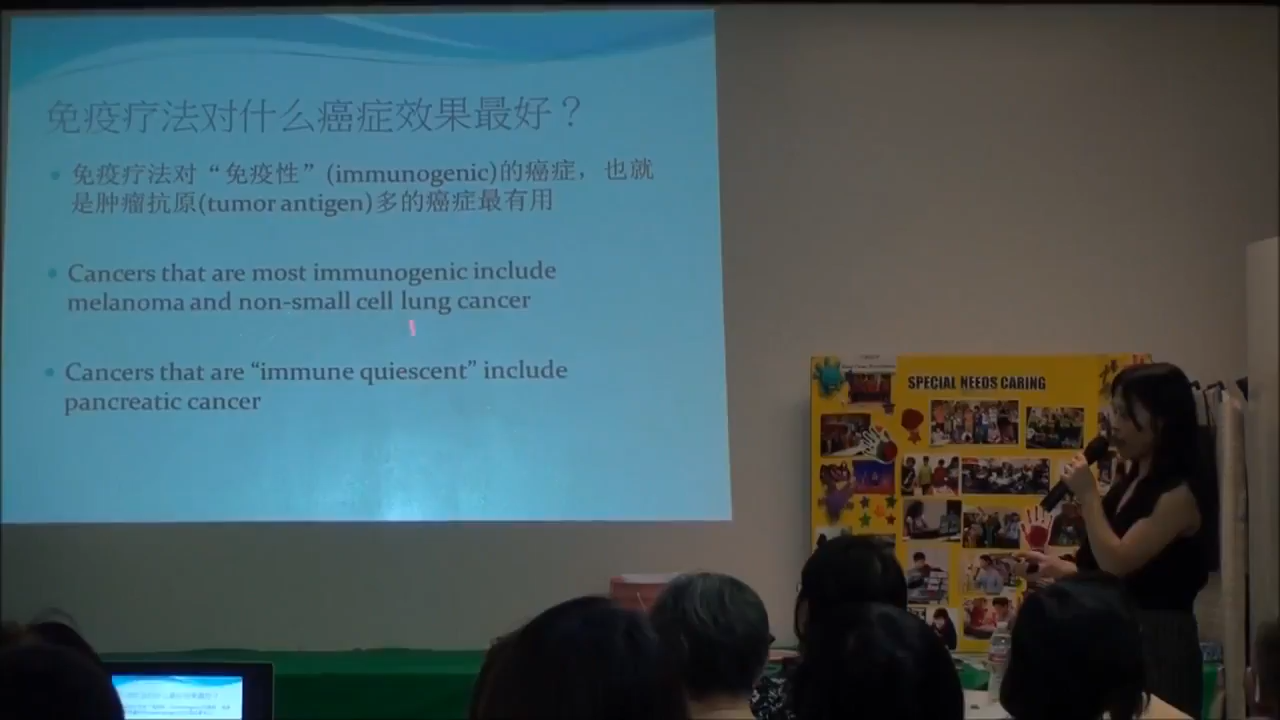 免疫疗法对什么癌症效果最好？
免疫疗法对“免疫性”(immunogenic)的癌症，也就
是肿瘤抗原(tumor antigen)多的癌症最有用
Cancers that are most immunogenic include
melanoma and non-small cell lung cancer
Cancers that are “immune quiescent” include
pancreatic cancer
SPECIAL NEEDS CARING